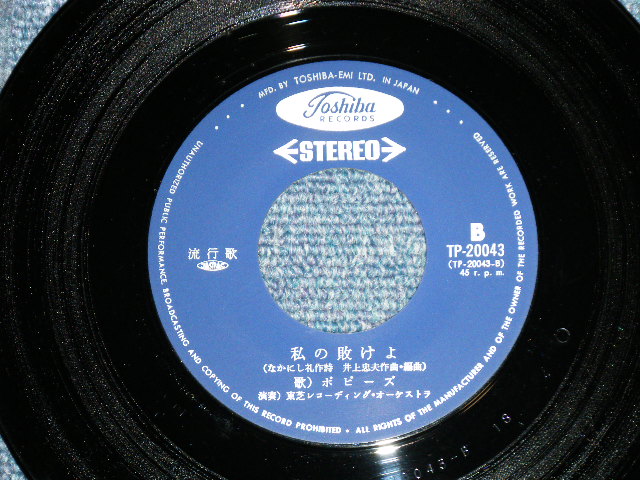 MFD. BY TOSHIBA-EMI LTD. IN JAPAN
Toshiba
RECORDS
STEREO
流行歌
B
TP-20043
(TP-20043-B)
45 r.p.m.
私の敗けよ
(なかにし礼作詩 井上忠夫作曲・編曲)
歌) ポピーズ
演奏) 東芝レコーディング・オーケストラ
UNAUTHORIZED PUBLIC PERFORMANCE, BROADCASTING AND COPYING OF THIS RECORD PROHIBITED • ALL RIGHTS OF THE MANUFACTURER AND OF THE OWNER OF THE RECORDED WORK ARE RESERVED